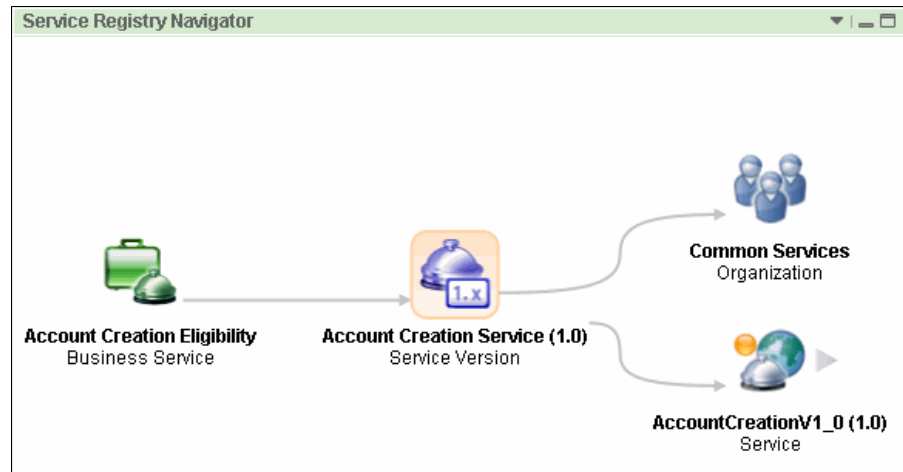 Service Registry Navigator
Common Services
Organization
1.x
Account Creation Eligibility
Business Service
Account Creation Service (1.0)
Service Version
AccountCreationV1_0 (1.0)
Service